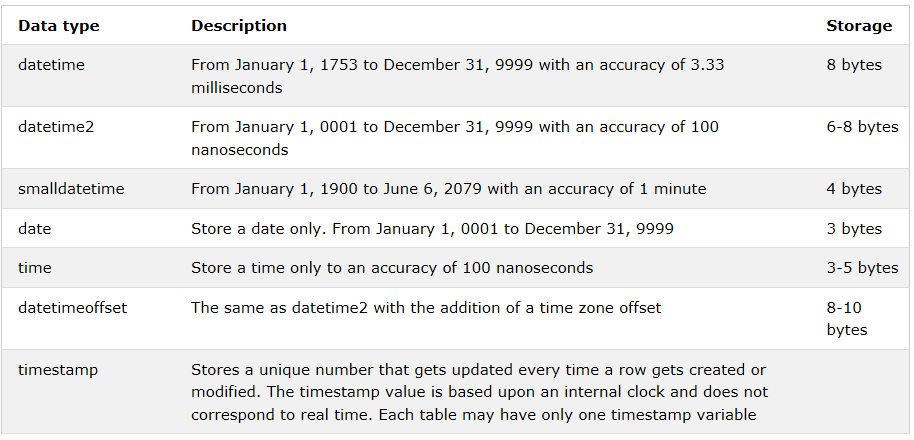 Data type Description Storage
datetime From January 1, 1753 to December 31, 9999 with an accuracy of 3.33 8 bytes
milliseconds
datetime2 From January 1, 0001 to December 31, 9999 with an accuracy of 100 6-8 bytes
nanoseconds
smalldatetime From January 1, 1900 to June 6, 2079 with an accuracy of 1 minute 4 bytes
date Store a date only. From January 1, 0001 to December 31, 9999 3 bytes
time Store a time only to an accuracy of 100 nanoseconds 3-5 bytes
datetimeoffset The same as datetime2 with the addition of a time zone offset 8-10
bytes
timestamp Stores a unique number that gets updated every time a row gets created or
modified. The timestamp value is based upon an internal clock and does not
correspond to real time. Each table may have only one timestamp variable